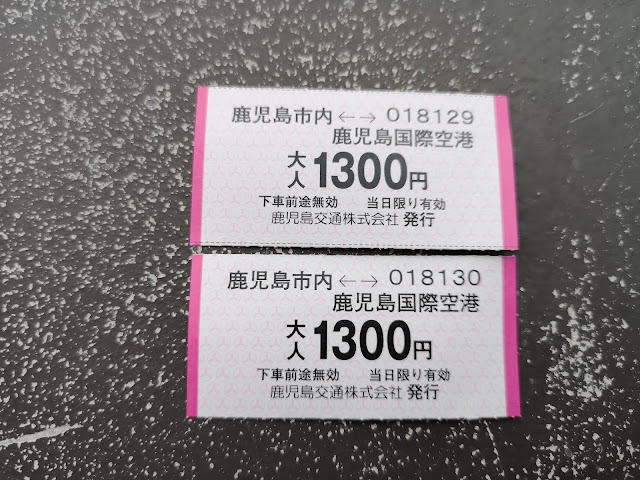 鹿児島市内 ←→ 018129
鹿児島国際空港
大人 1300円
下車前途無効 当日限り有効
鹿児島交通株式会社 発行
鹿児島市内 ←→ 018130
鹿児島国際空港
大人 1300円
下車前途無効 当日限り有効
鹿児島交通株式会社 発行